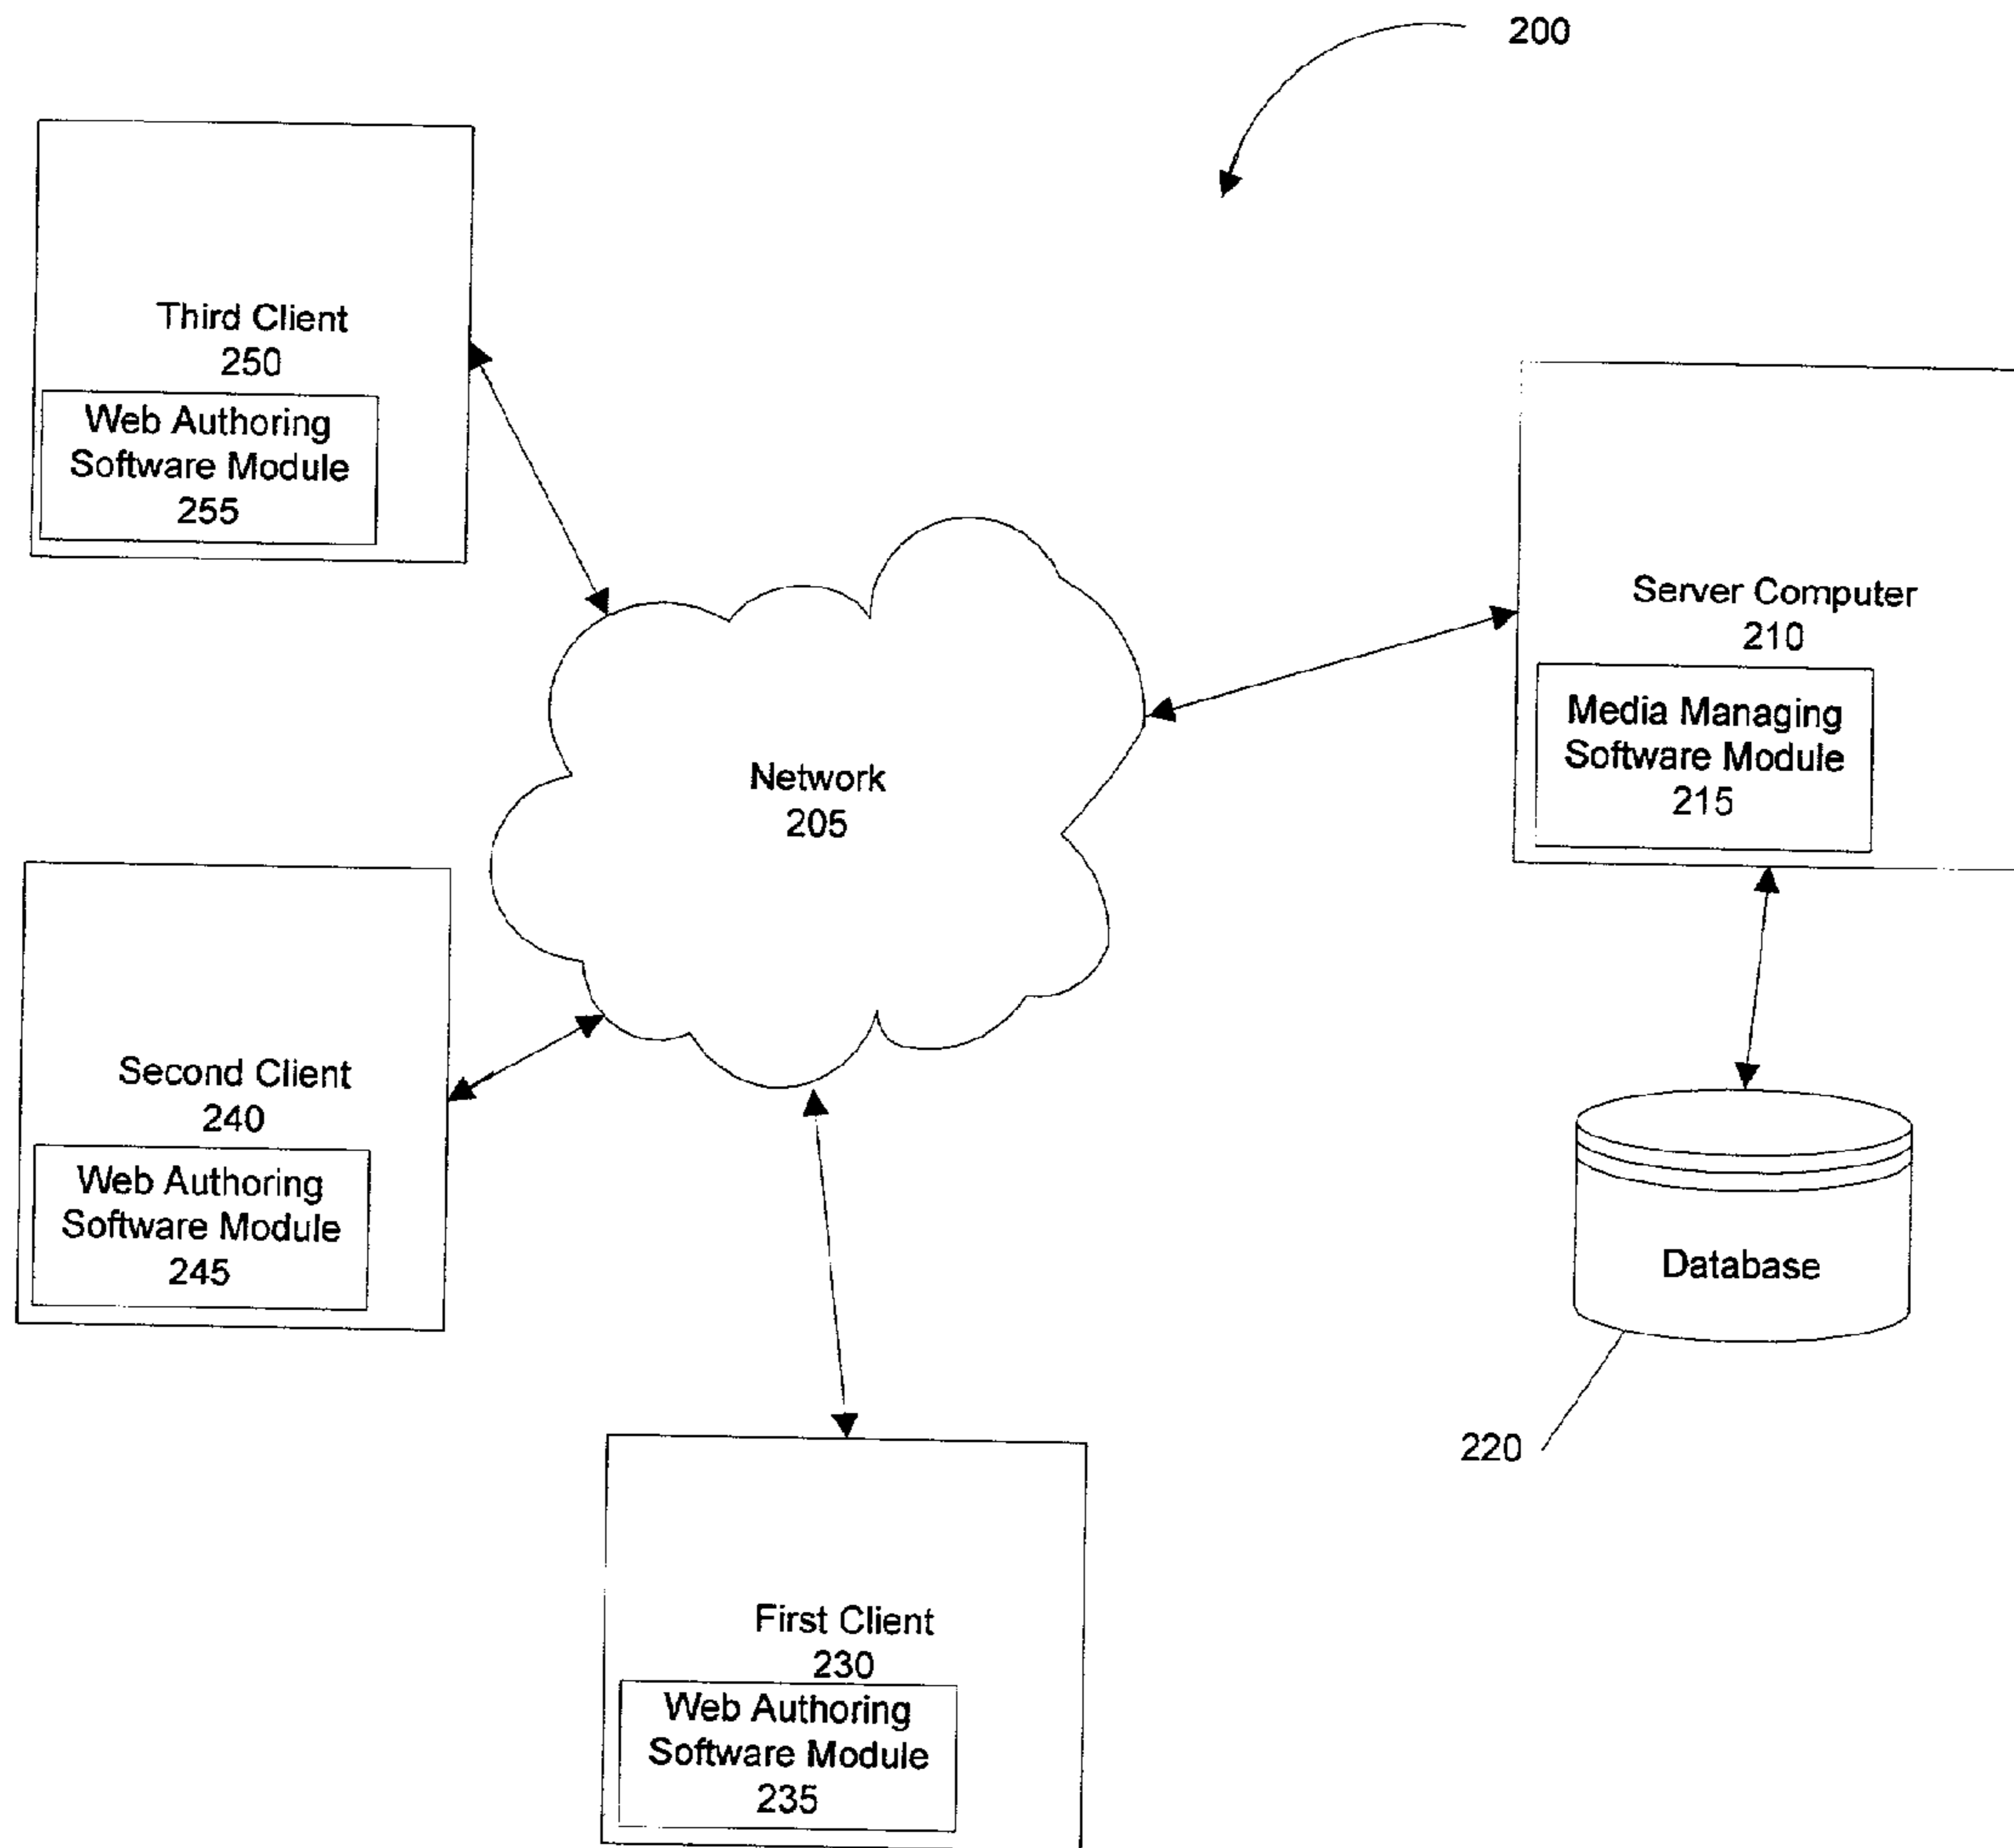 200
Third Client
250
Web Authoring
Software Module
255
Server Computer
210
Media Managing
Software Module
215
Network
205
Second Client
240
Web Authoring
Software Module
245
Database
220
First Client
230
Web Authoring
Software Module
235